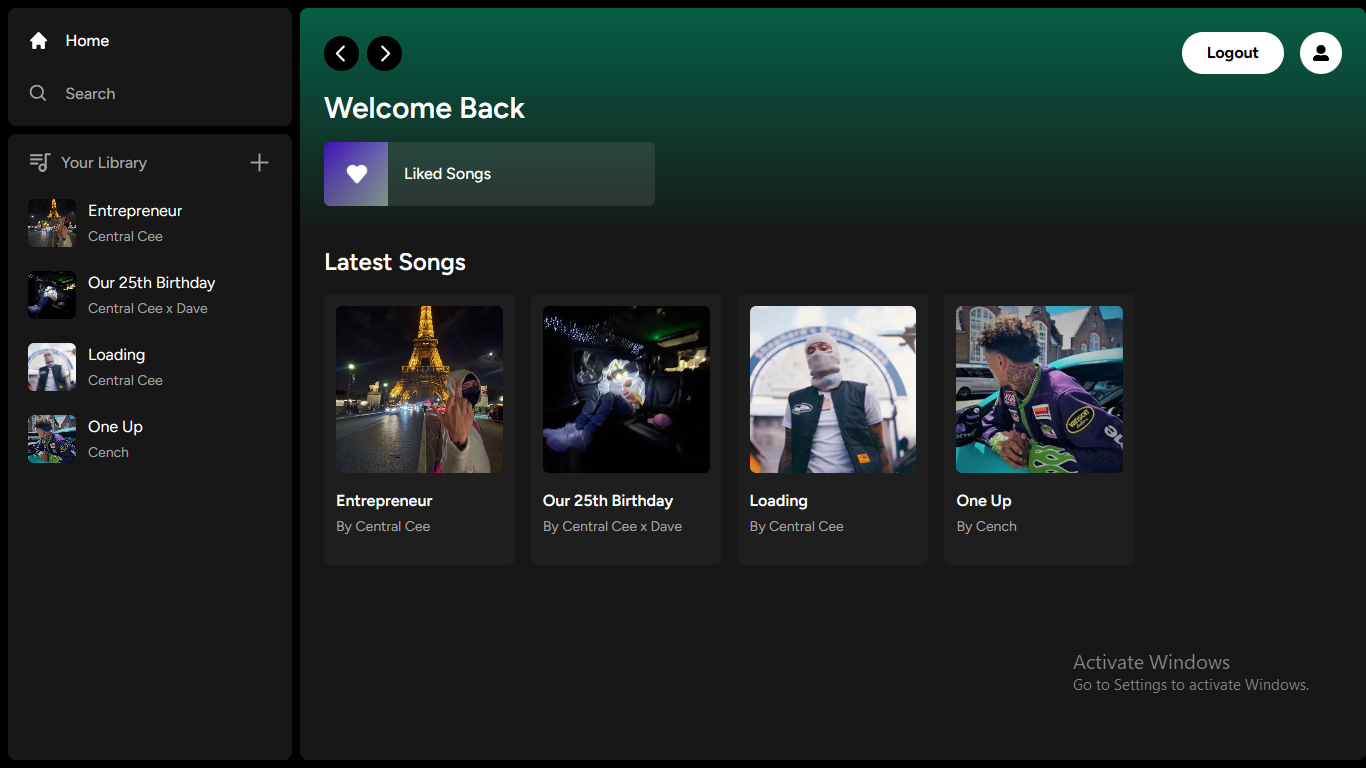 Home
Search
Your Library
Entrepreneur
Central Cee
Our 25th Birthday
Central Cee x Dave
Loading
Central Cee
One Up
Cench
Logout
Welcome Back
Liked Songs
Latest Songs
Entrepreneur
By Central Cee
Our 25th Birthday
By Central Cee x Dave
Loading
By Central Cee
One Up
By Cench
Activate Windows
Go to Settings to activate Windows.